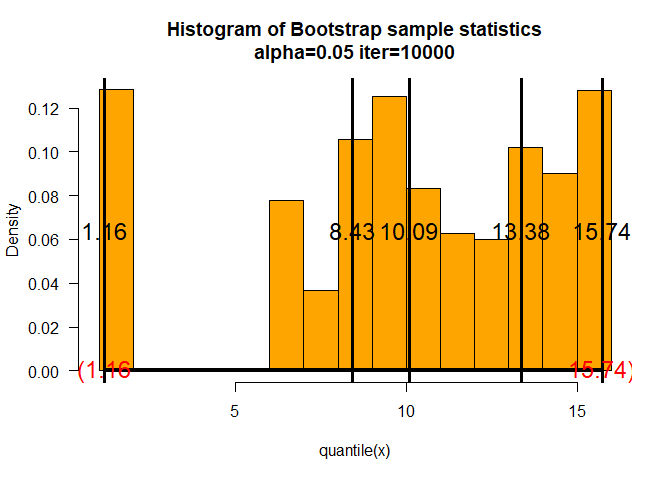 Histogram of Bootstrap sample statistics
alpha=0.05 iter=10000
Density
0.12
0.10
0.08
0.06
0.04
0.02
0.00
1.16 8.43 10.09 13.38 15.74
(1.16 15.74)
5 10 15
quantile(x)